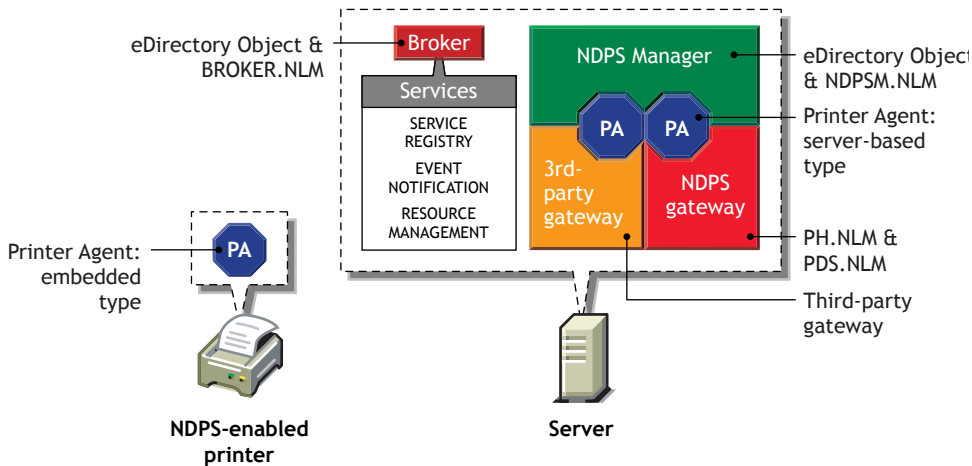 eDirectory Object &
BROKER.NLM
Broker
Services
SERVICE
REGISTRY
EVENT
NOTIFICATION
RESOURCE
MANAGEMENT
NDPS Manager
PA
PA
3rd-
party
gateway
NDPS
gateway
eDirectory Object
& NDPSM.NLM
Printer Agent:
server-based
type
PH.NLM &
PDS.NLM
Third-party
gateway
Printer Agent:
embedded
type
PA
NDPS-enabled
printer
Server